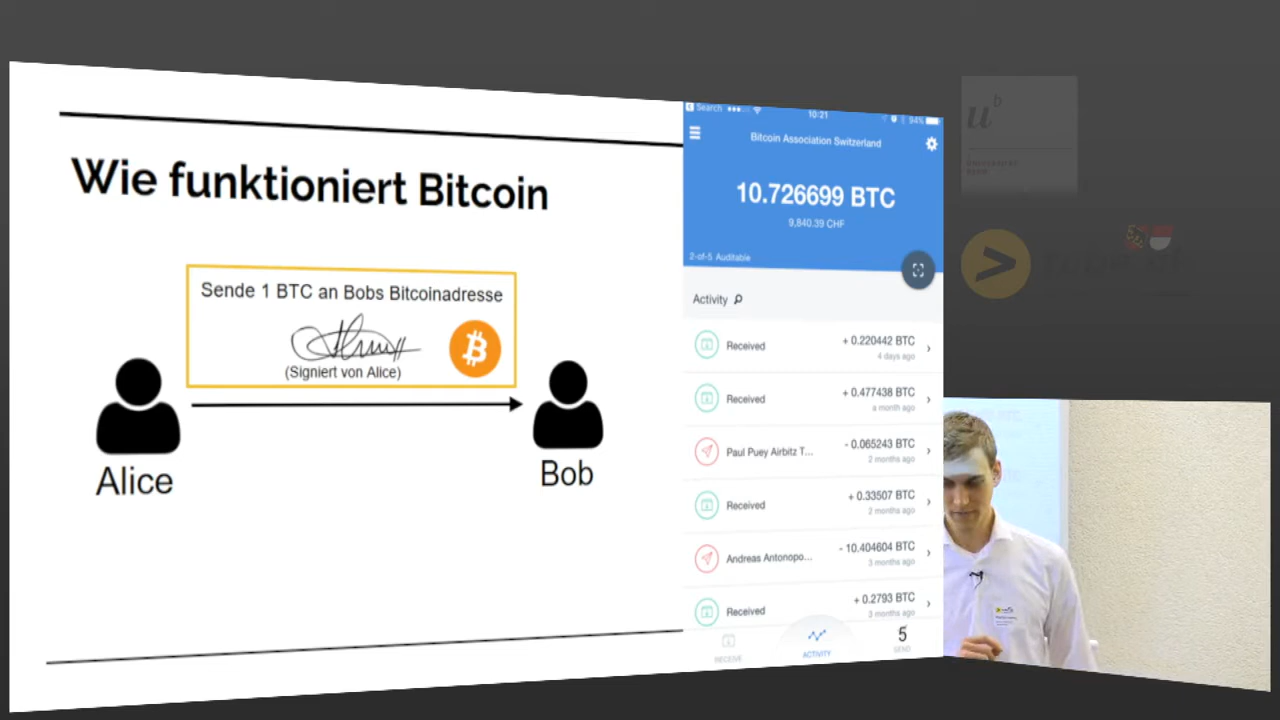 Wie funktioniert Bitcoin
Sende 1 BTC an Bobs Bitcoinadresse
(Signiert von Alice)
Alice
Bob
Search
10:21
94%
Bitcoin Association Switzerland
10.726699 BTC
9,840.39 CHF
2-of-5 Auditable
Activity
Received
+ 0.220442 BTC
4 days ago
Received
+ 0.477438 BTC
a month ago
Paul Puey Airbitz T...
- 0.065243 BTC
2 months ago
Received
+ 0.33507 BTC
2 months ago
Andreas Antonopo...
- 10.404604 BTC
3 months ago
Received
+ 0.2793 BTC
3 months ago
RECEIVE
ACTIVITY
5
SEND
u
b